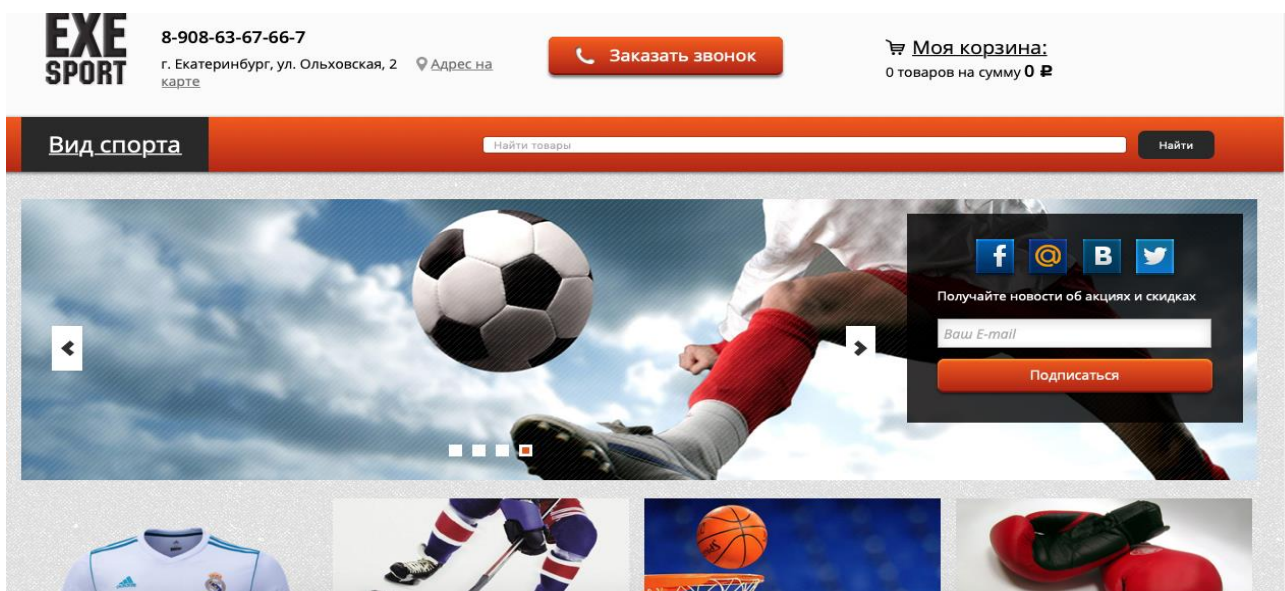 EXE
SPORT
8-908-63-67-66-7
г. Екатеринбург, ул. Ольховская, 2 Адрес на
карте
Заказать звонок
Моя корзина:
0 товаров на сумму 0 ₽
Вид спорта
Найти товары
Найти
f @ B
Получайте новости об акциях и скидках
Ваш E-mail
Подписаться